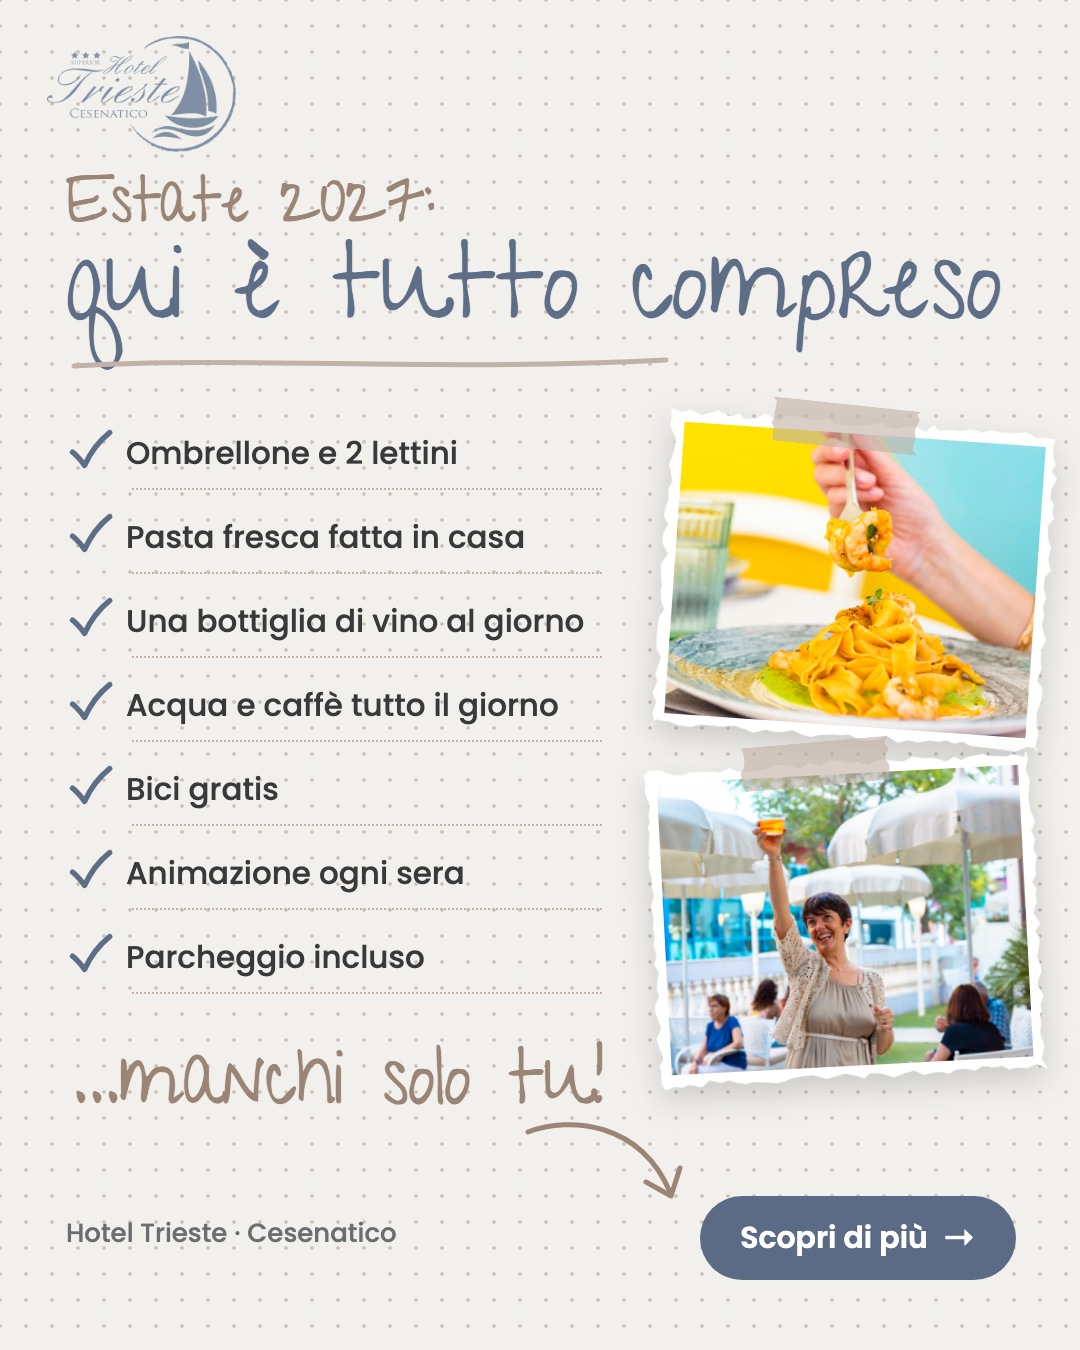 ★★★
SUPERIOR
Hotel
Trieste
CESENATICO
Estate 2027:
qui è tutto compreso
Ombrellone e 2 lettini
Pasta fresca fatta in casa
Una bottiglia di vino al giorno
Acqua e caffè tutto il giorno
Bici gratis
Animazione ogni sera
Parcheggio incluso
...manchi solo tu!
Hotel Trieste · Cesenatico
Scopri di più →